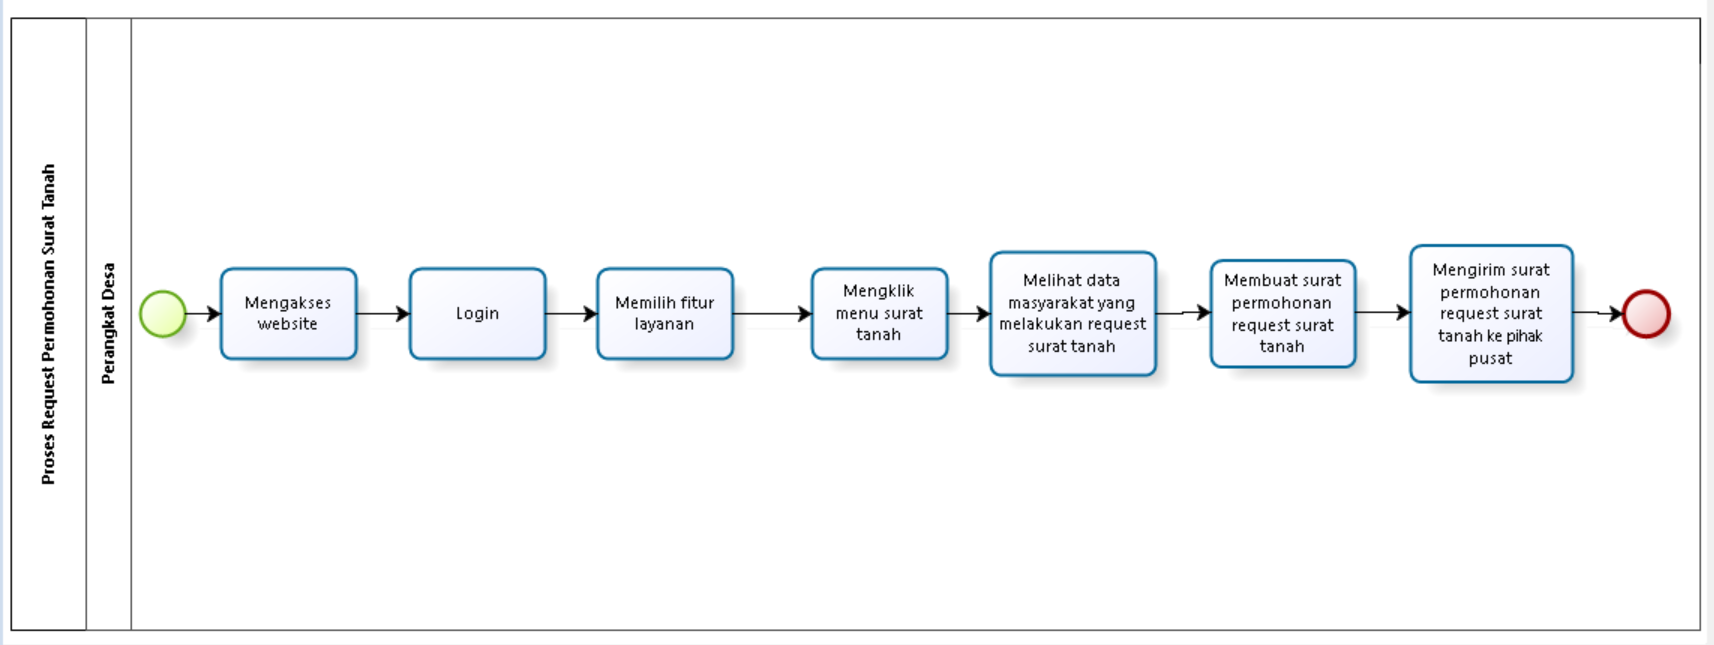 Proses Request Permohonan Surat Tanah
Perangkat Desa
Mengakses
website
Login
Memilih fitur
layanan
Mengklik
menu surat
tanah
Melihat data
masyarakat yang
melakukan request
surat tanah
Membuat surat
permohonan
request surat
tanah
Mengirim surat
permohonan
request surat
tanah ke pihak
pusat